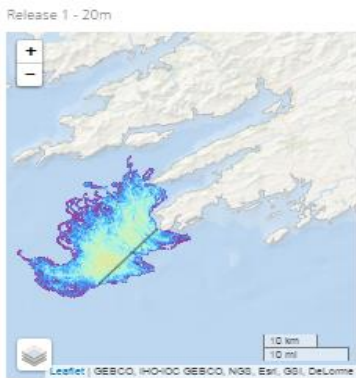 Release 1 - 20m
+
−
10 km
10 mi
Leaflet | GEBCO, IHO-IOC GEBCO, NGS, Esri, GSI, DeLorme